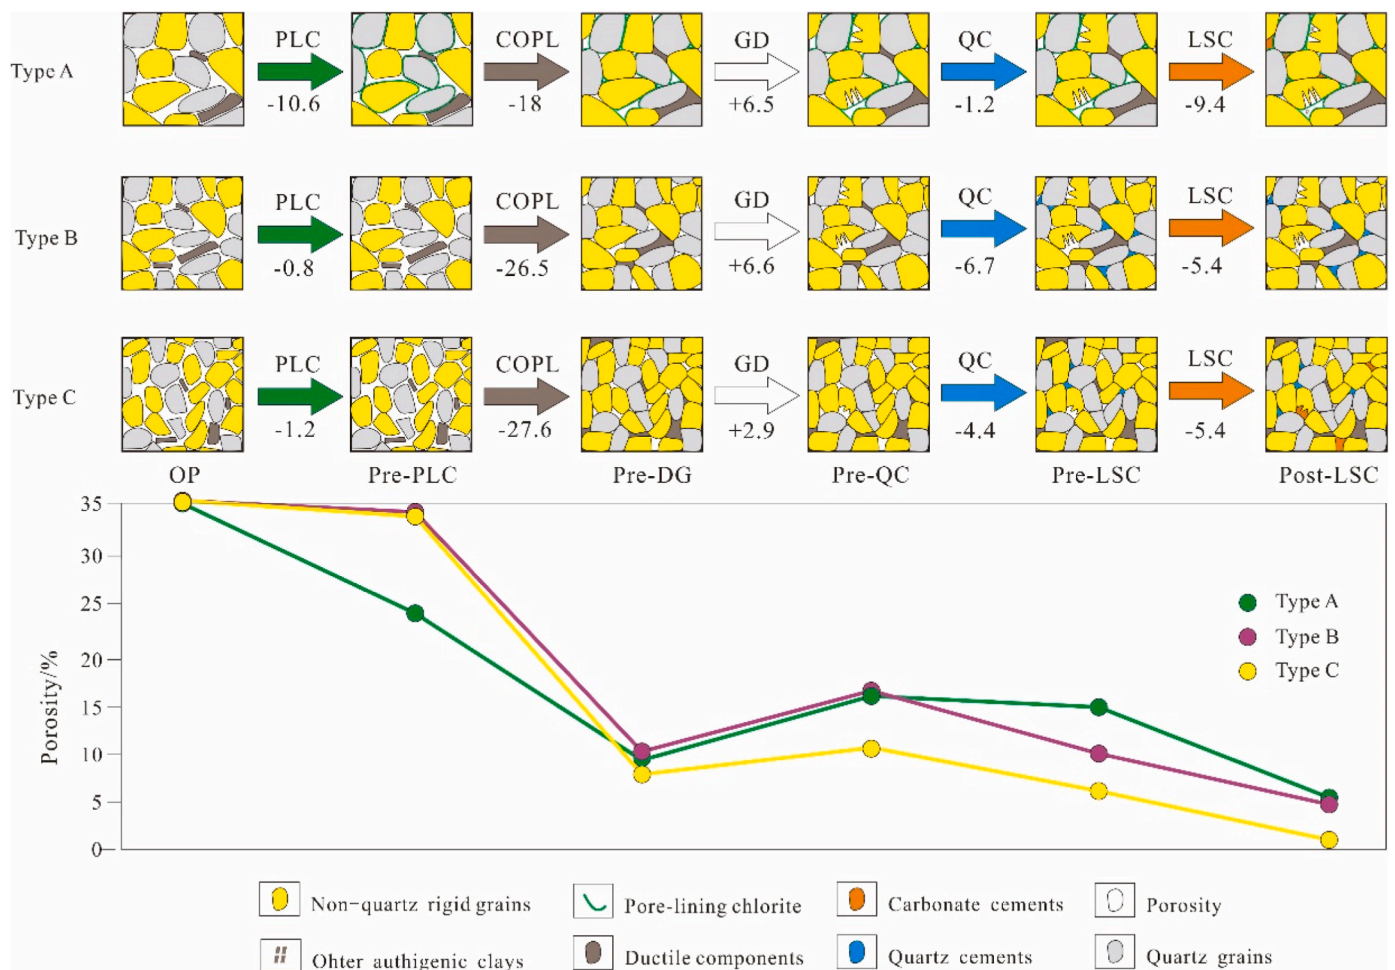 PLC COPL GD QC LSC
Type A
-10.6 -18 +6.5 -1.2 -9.4
PLC COPL GD QC LSC
Type B
-0.8 -26.5 +6.6 -6.7 -5.4
PLC COPL GD QC LSC
Type C
-1.2 -27.6 +2.9 -4.4 -5.4
OP Pre-PLC Pre-DG Pre-QC Pre-LSC Post-LSC
35
30
25
20
15
10
5
0
Porosity/%
Type A
Type B
Type C
Non-quartz rigid grains Pore-lining chlorite Carbonate cements Porosity
Ohter authigenic clays Ductile components Quartz cements Quartz grains